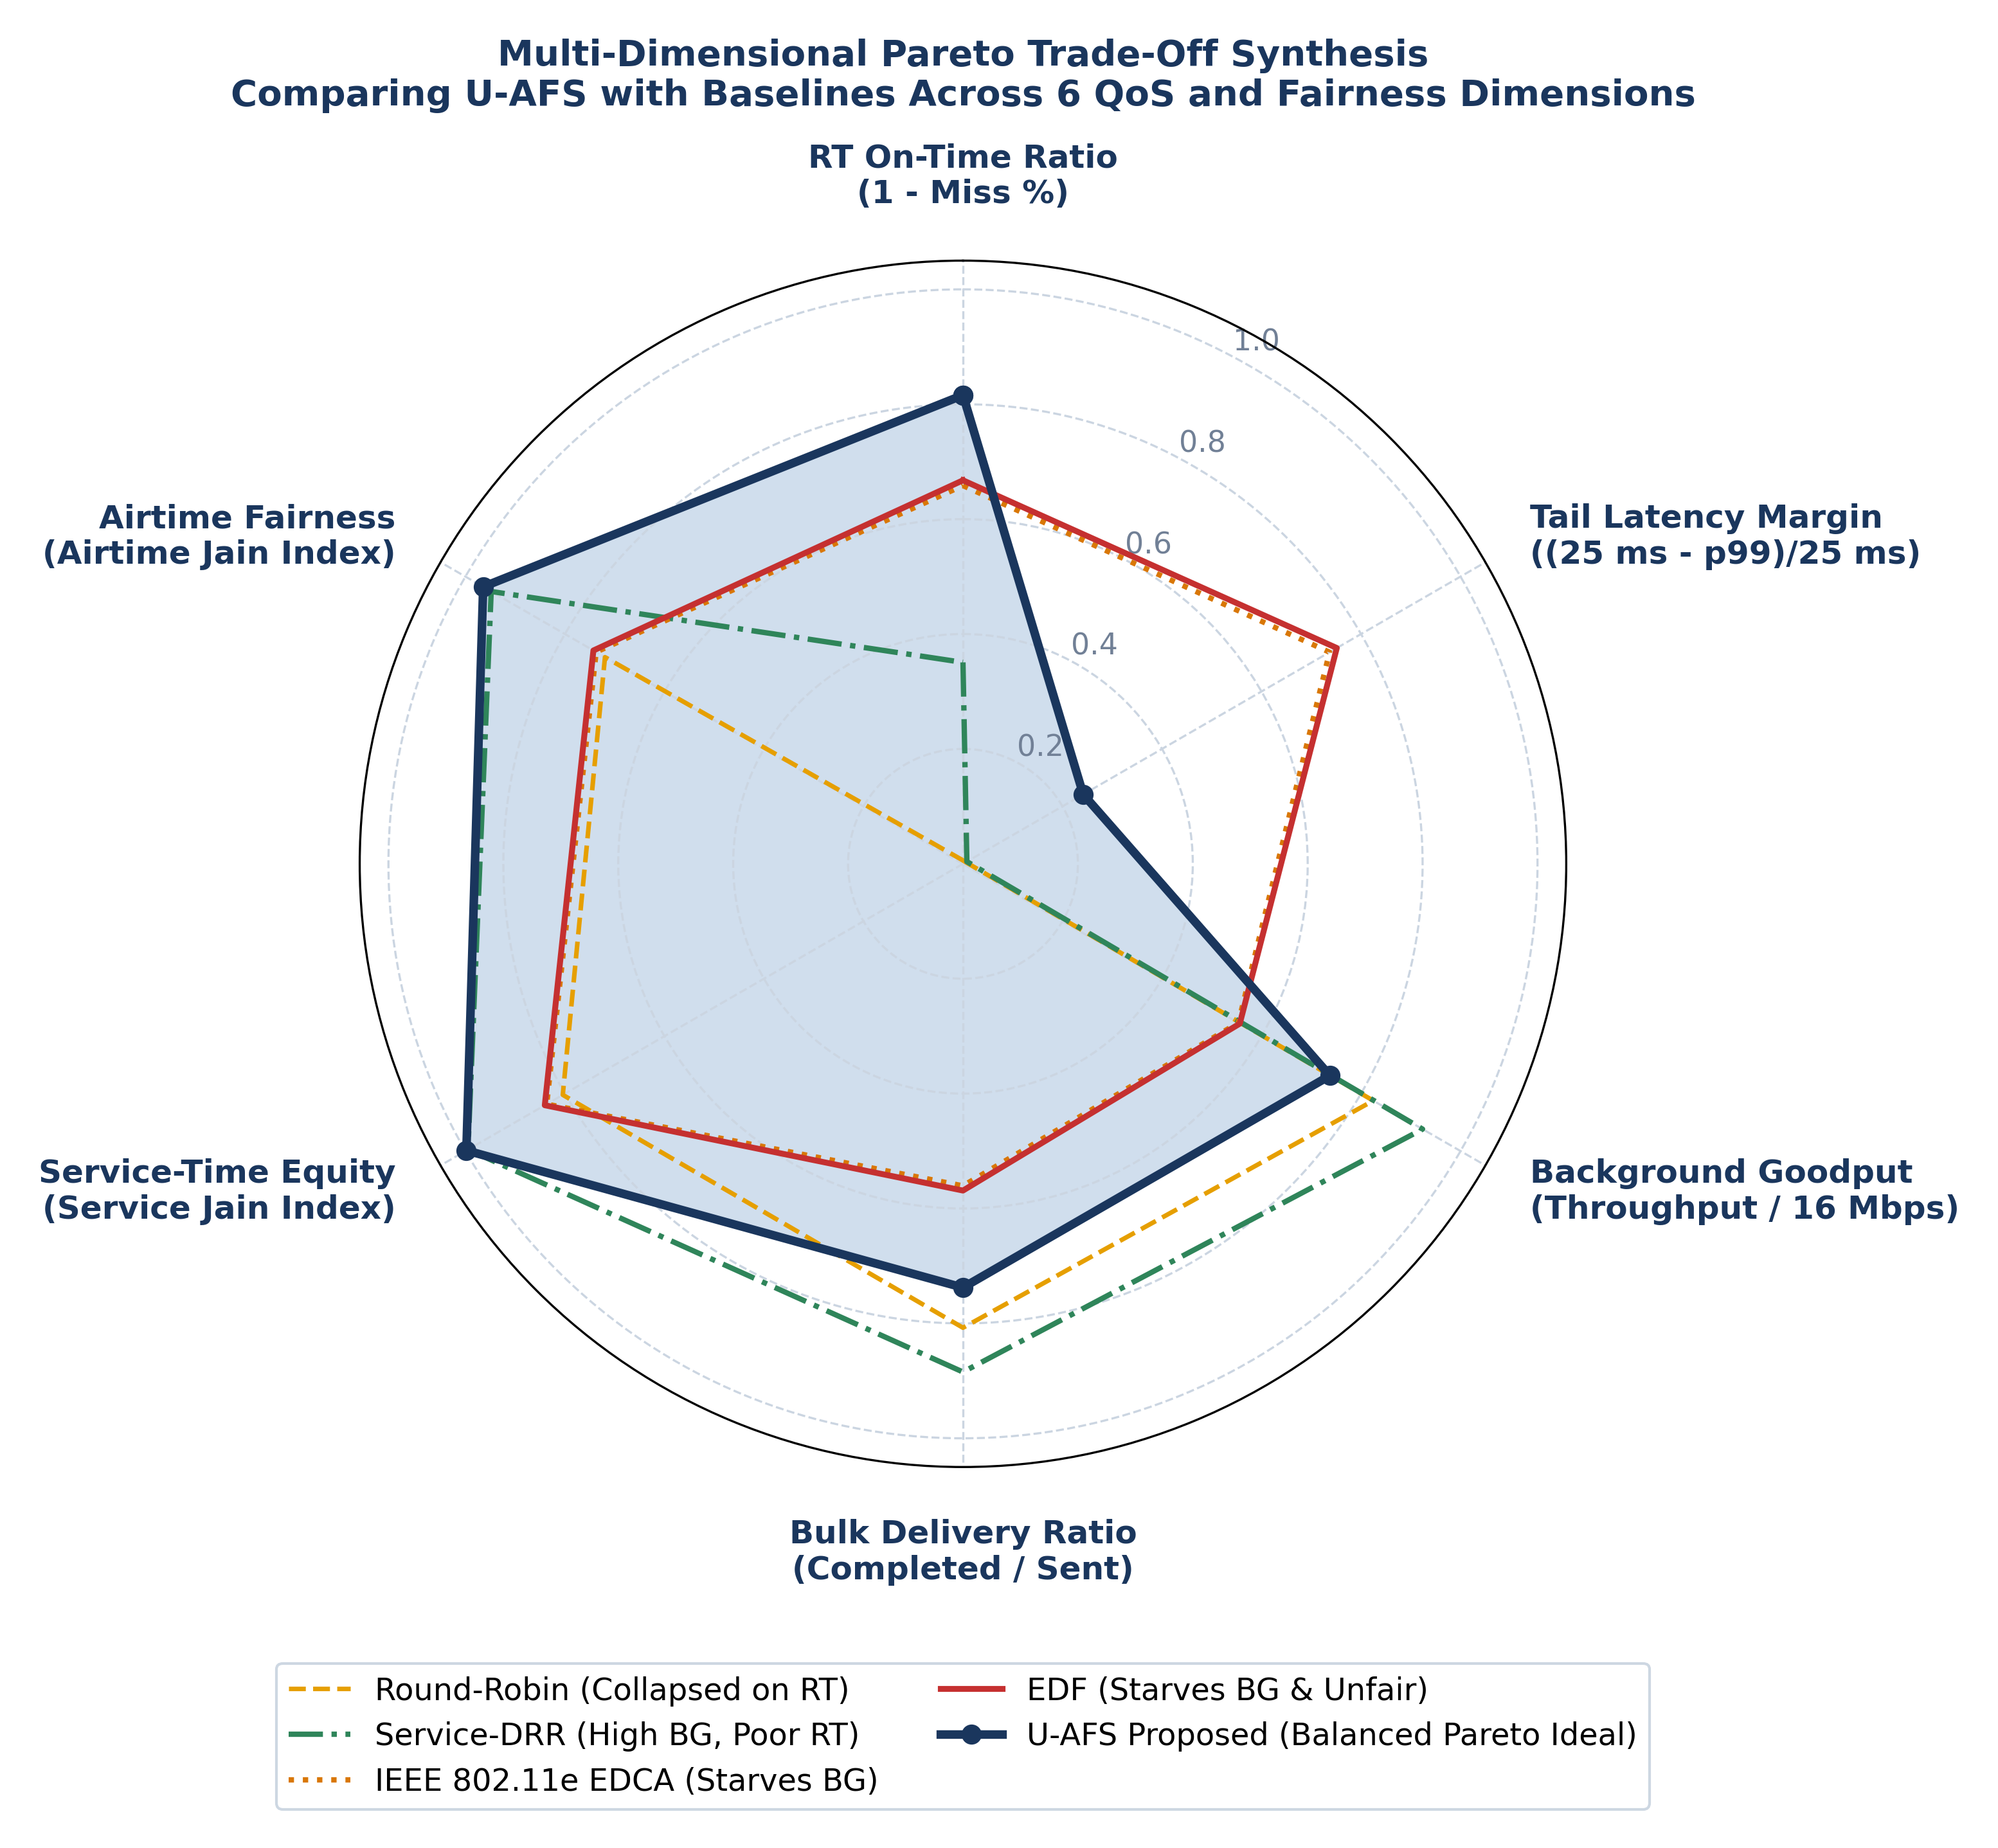 Multi-Dimensional Pareto Trade-Off Synthesis
Comparing U-AFS with Baselines Across 6 QoS and Fairness Dimensions
RT On-Time Ratio
(1 - Miss %)
1.0
0.8
0.6
0.4
0.2
Airtime Fairness
(Airtime Jain Index)
Tail Latency Margin
((25 ms - p99)/25 ms)
Service-Time Equity
(Service Jain Index)
Background Goodput
(Throughput / 16 Mbps)
Bulk Delivery Ratio
(Completed / Sent)
Round-Robin (Collapsed on RT)
Service-DRR (High BG, Poor RT)
IEEE 802.11e EDCA (Starves BG)
EDF (Starves BG & Unfair)
U-AFS Proposed (Balanced Pareto Ideal)